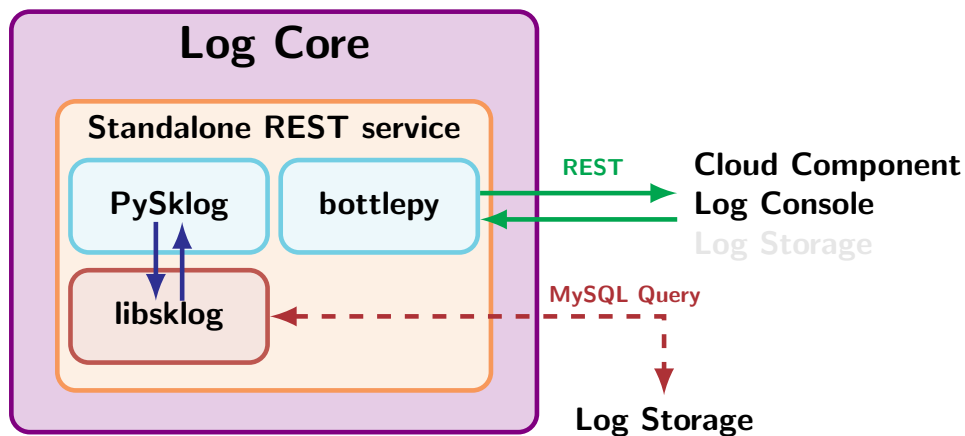 Log Core
Standalone REST service
PySklog
bottlepy
REST
Cloud Component
Log Console
Log Storage
libsklog
MySQL Query
Log Storage